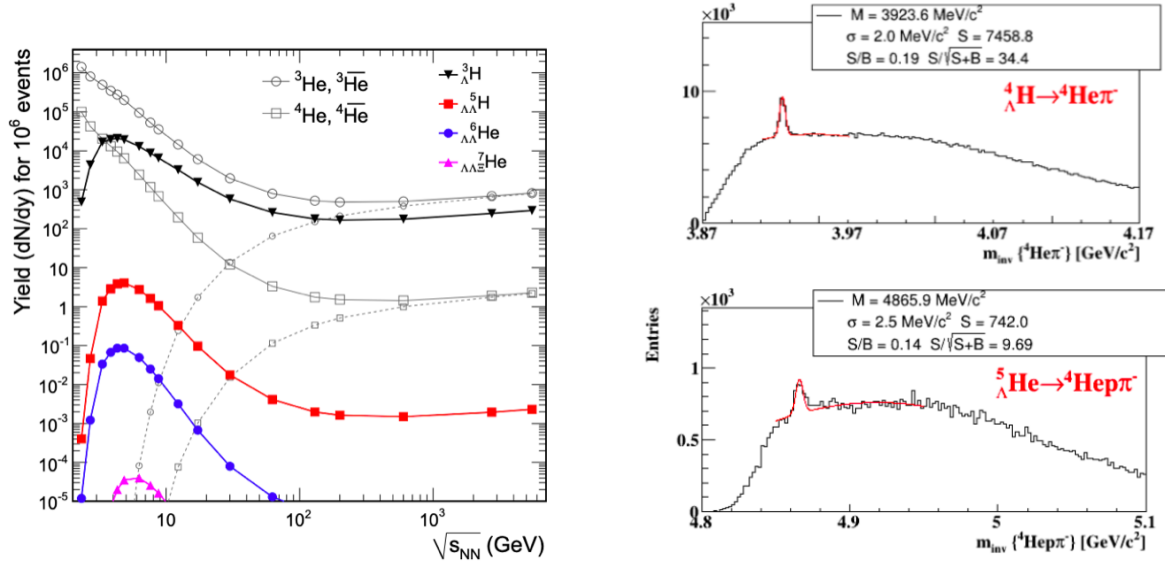 Yield (dN/dy) for 10⁶ events
10⁶
10⁵
10⁴
10³
10²
10
1
10⁻¹
10⁻²
10⁻³
10⁻⁴
10⁻⁵
³He, ³H̅e̅
⁴He, ⁴H̅e̅
³ΛH
⁵ΛΛH
⁶ΛΛHe
⁷ΛΛΞHe
10 10² 10³
√sNN (GeV)
×10³
M = 3923.6 MeV/c²
σ = 2.0 MeV/c² S = 7458.8
S/B = 0.19 S/√S+B = 34.4
⁴ΛH→⁴Heπ⁻
10
0
3.87 3.97 4.07 4.17
m inv {⁴Heπ⁻} [GeV/c²]
×10³
M = 4865.9 MeV/c²
σ = 2.5 MeV/c² S = 742.0
S/B = 0.14 S/√S+B = 9.69
⁵ΛHe→⁴Hepπ⁻
Entries
1
0.5
0
4.8 4.9 5 5.1
m inv {⁴Hepπ⁻} [GeV/c²]